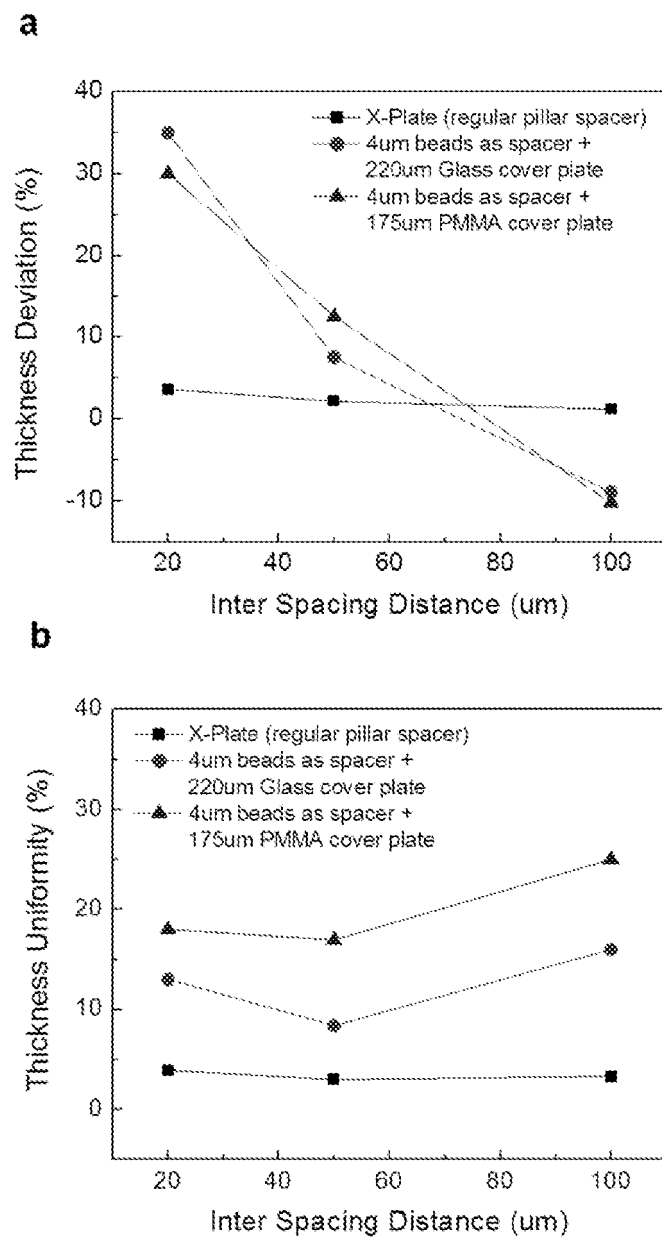 a
40
30
20
10
0
-10
Thickness Deviation (%)
X-Plate (regular pillar spacer)
4um beads as spacer +
220um Glass cover plate
4um beads as spacer +
175um PMMA cover plate
20
40
60
80
100
Inter Spacing Distance (um)
b
40
30
20
10
0
Thickness Uniformity (%)
X-Plate (regular pillar spacer)
4um beads as spacer +
220um Glass cover plate
4um beads as spacer +
175um PMMA cover plate
20
40
60
80
100
Inter Spacing Distance (um)